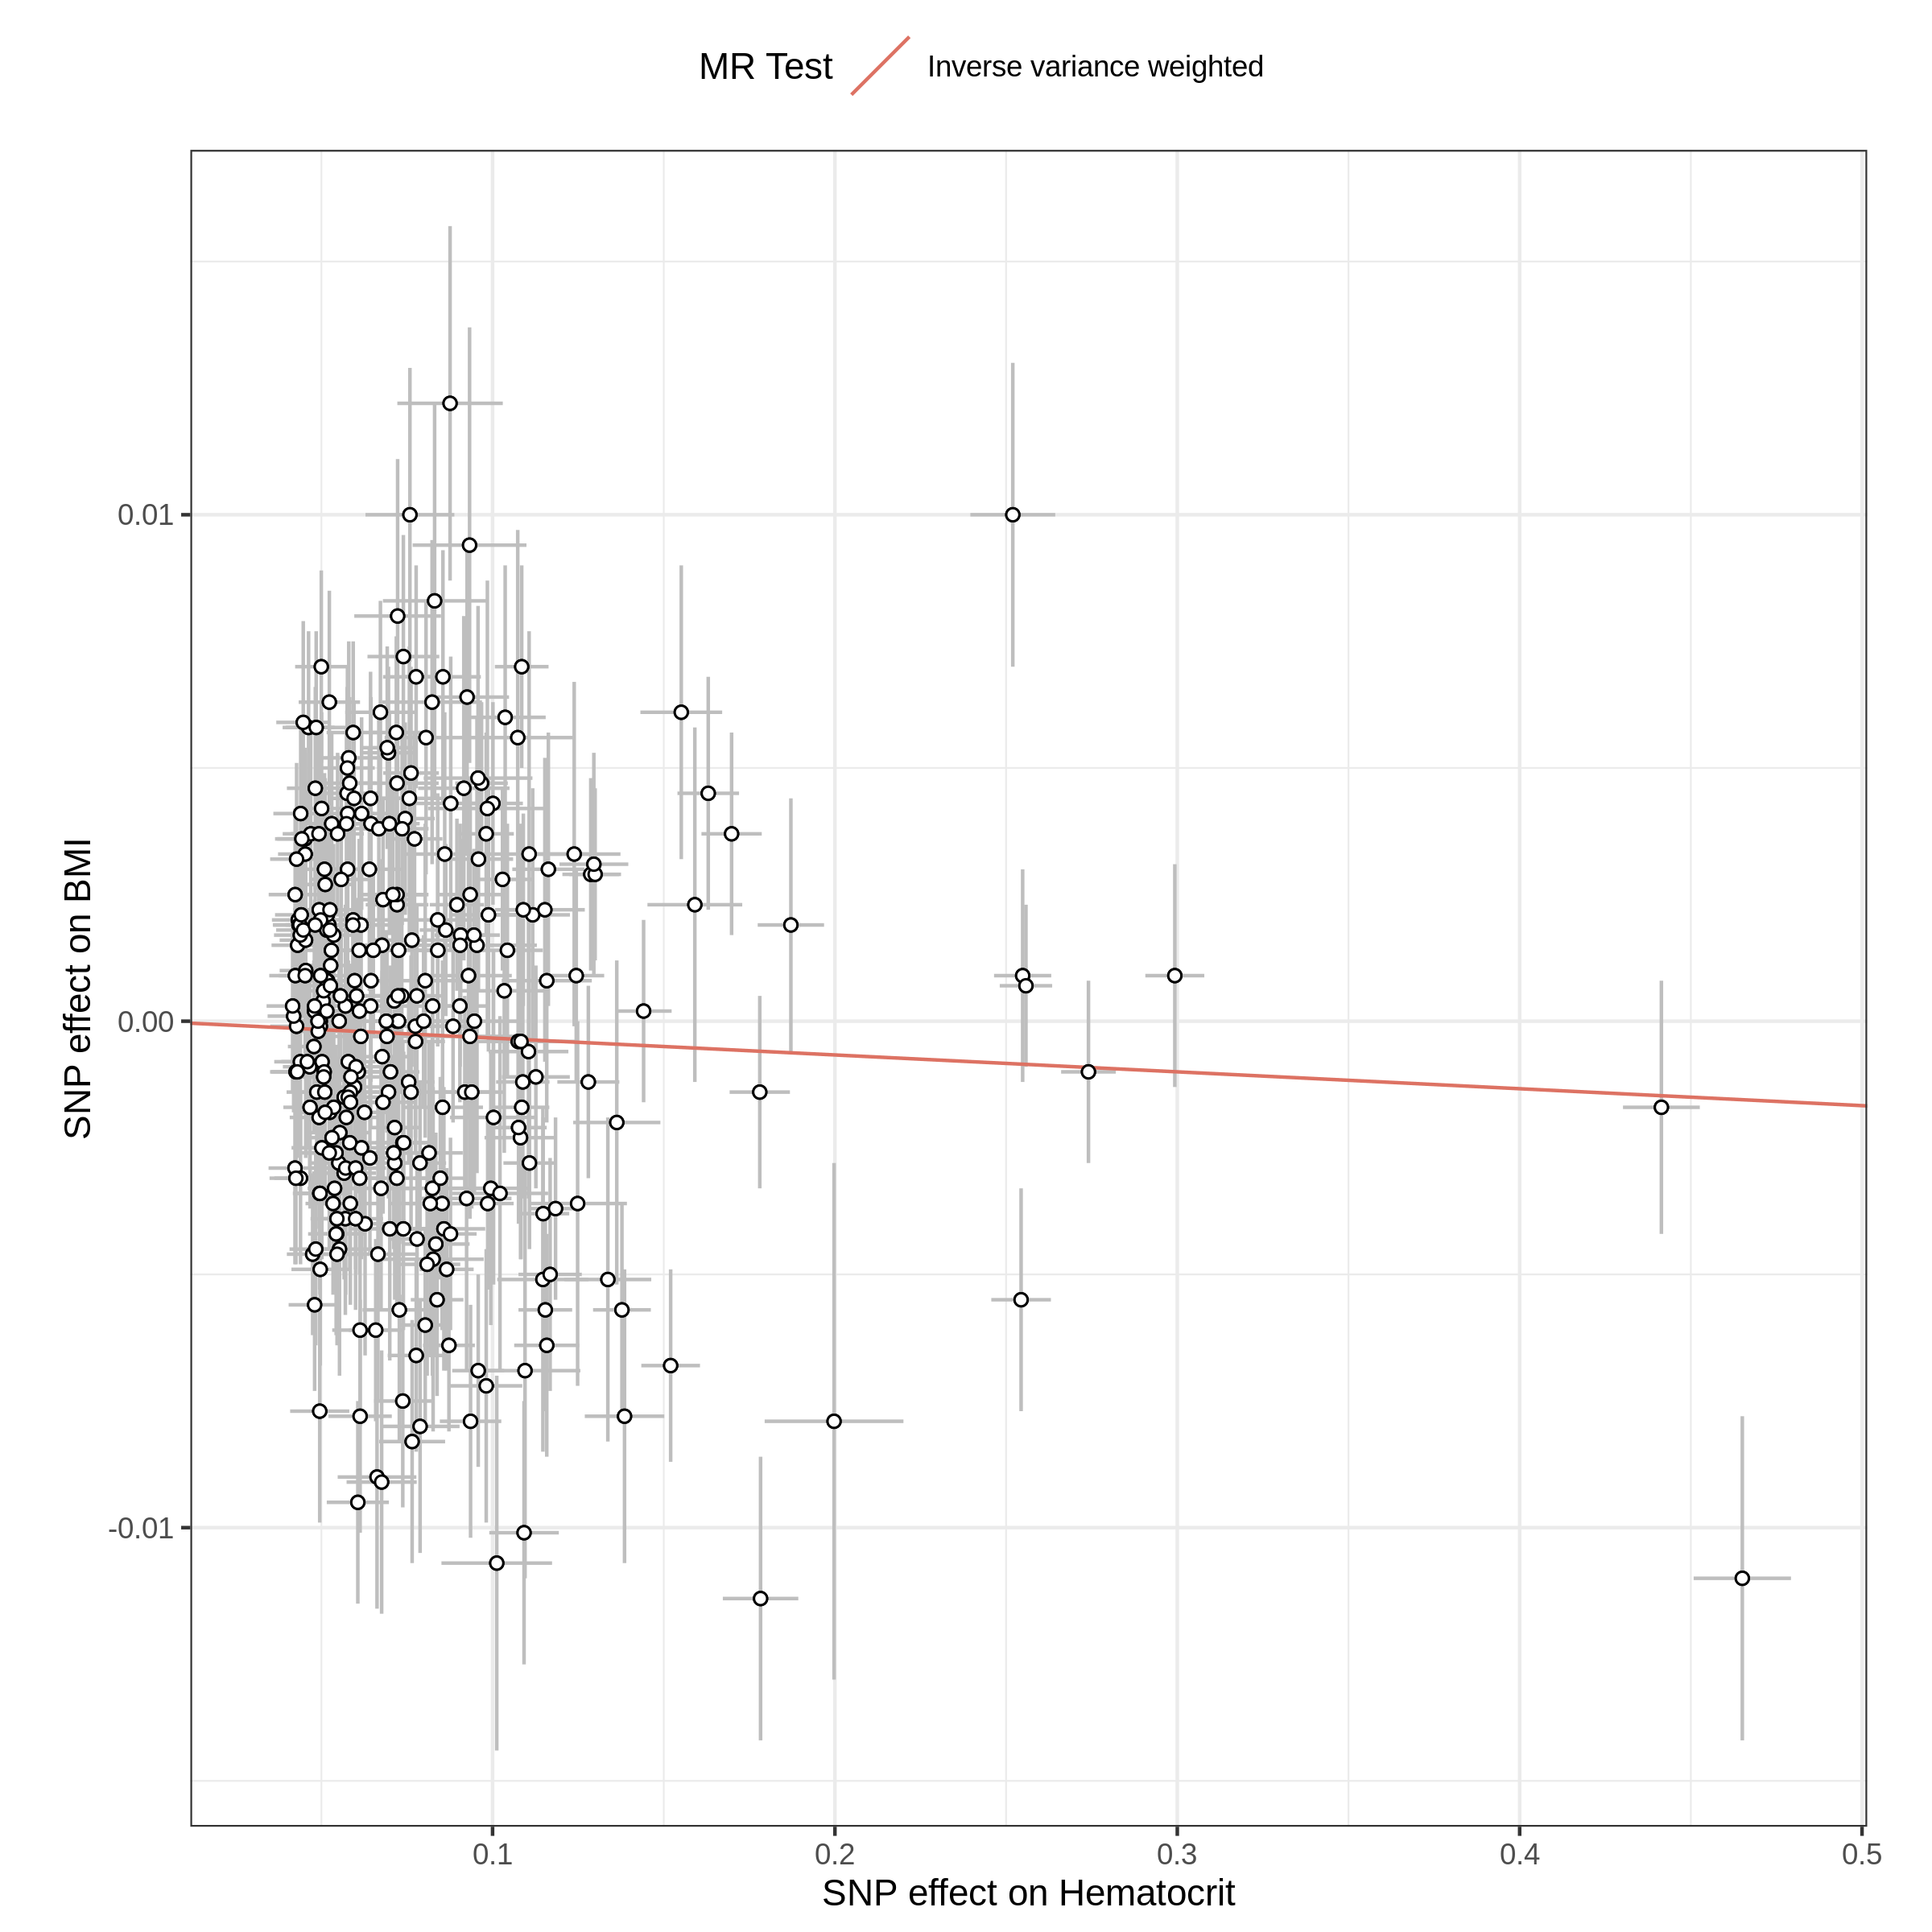 MR Test
Inverse variance weighted
SNP effect on BMI
0.01
0.00
-0.01
0.1
0.2
0.3
0.4
0.5
SNP effect on Hematocrit